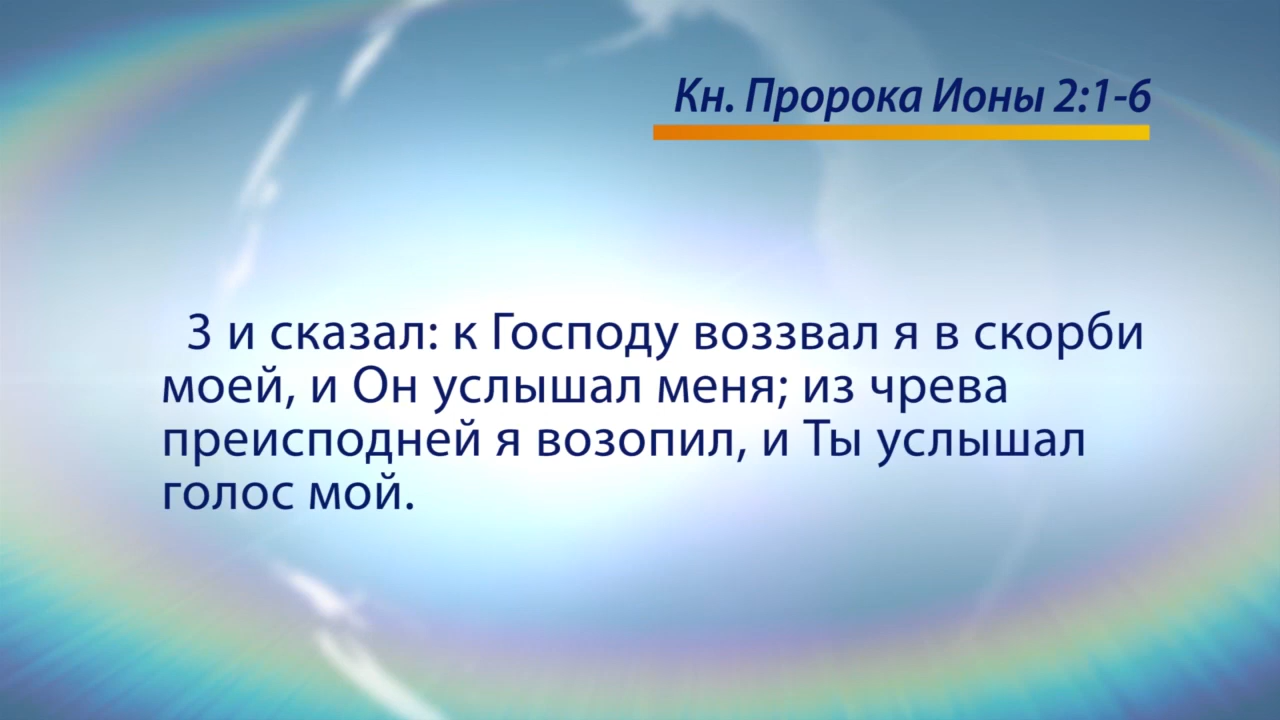 Кн. Пророка Ионы 2:1-6
3 и сказал: к Господу воззвал я в скорби
моей, и Он услышал меня; из чрева
преисподней я возопил, и Ты услышал
голос мой.